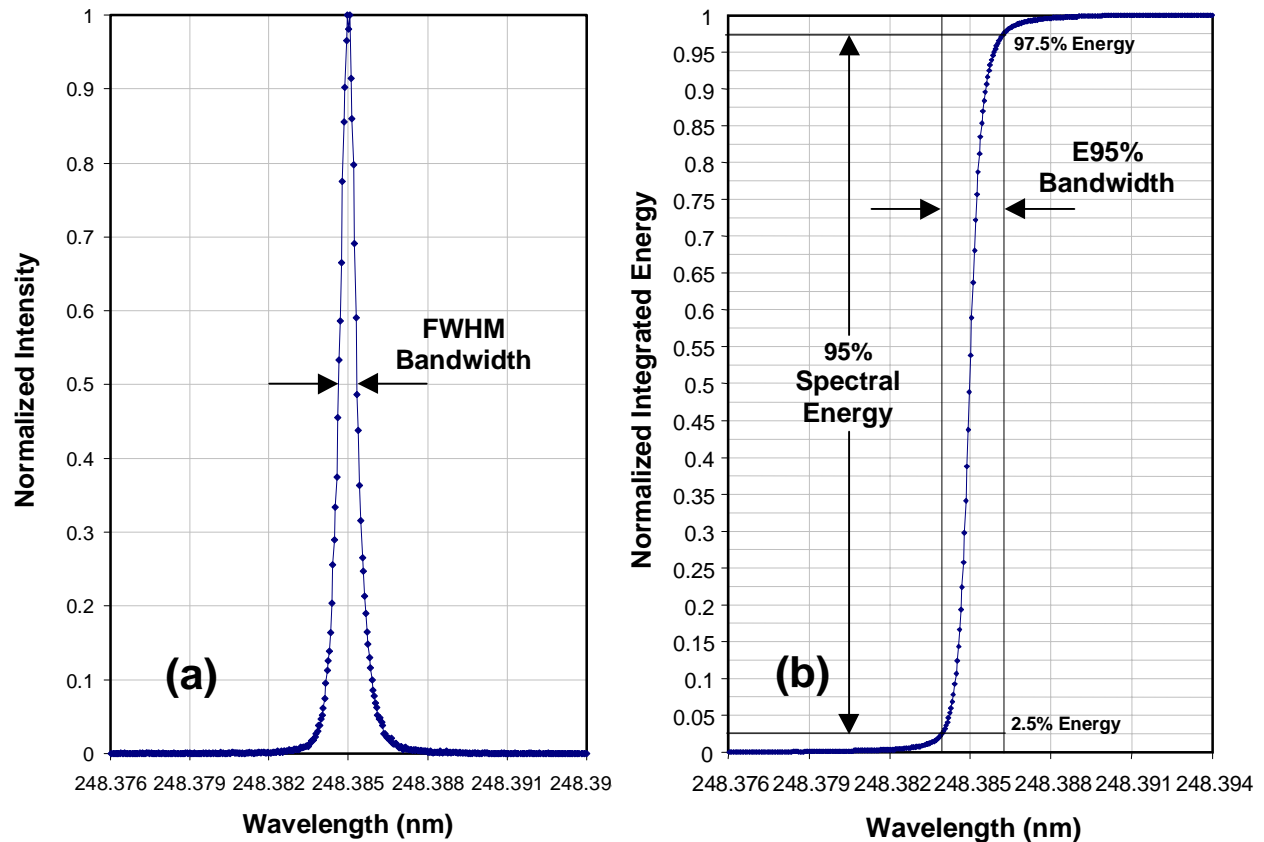 1
0.9
0.8
0.7
0.6
0.5
0.4
0.3
0.2
0.1
0
Normalized Intensity
FWHM
Bandwidth
(a)
248.376 248.379 248.382 248.385 248.388 248.391 248.39
Wavelength (nm)
1
0.95
0.9
0.85
0.8
0.75
0.7
0.65
0.6
0.55
0.5
0.45
0.4
0.35
0.3
0.25
0.2
0.15
0.1
0.05
0
Normalized Integrated Energy
97.5% Energy
E95%
Bandwidth
95%
Spectral
Energy
(b)
2.5% Energy
248.376 248.379 248.382 248.385 248.388 248.391 248.394
Wavelength (nm)